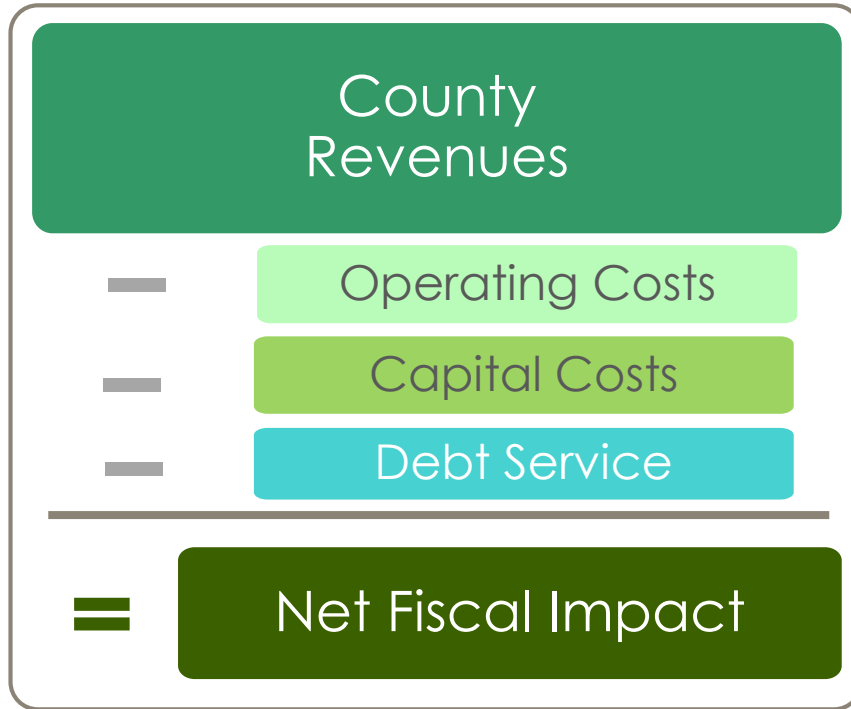 County
Revenues
– Operating Costs
– Capital Costs
– Debt Service
= Net Fiscal Impact